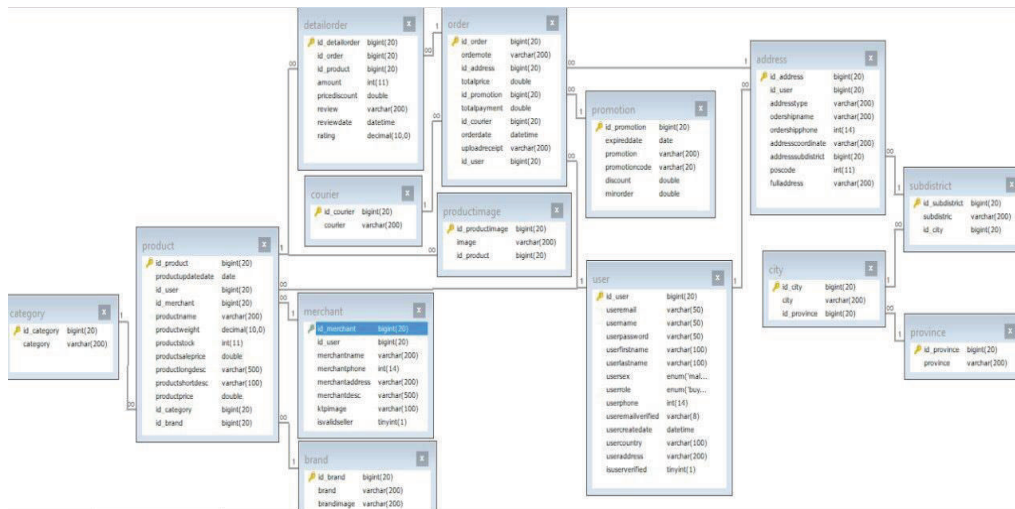 detailorder
id_detailorder bigint(20)
id_order bigint(20)
id_product bigint(20)
amount int(11)
pricediscount double
review varchar(200)
reviewdate datetime
rating decimal(10,0)
order
id_order bigint(20)
ordernote varchar(200)
id_address bigint(20)
totalprice double
id_promotion bigint(20)
totalpayment double
id_courier bigint(20)
orderdate datetime
uploadreceipt varchar(200)
id_user bigint(20)
promotion
id_promotion bigint(20)
expireddate date
promotion varchar(200)
promotioncode varchar(20)
discount double
minorder double
address
id_address bigint(20)
id_user bigint(20)
addresstype varchar(200)
odershipname varchar(200)
ordershipphone int(14)
addresscoordinate varchar(200)
addresssubdistrict bigint(20)
poscode int(11)
fulladdress varchar(200)
courier
id_courier bigint(20)
courier varchar(200)
productimage
id_productimage bigint(20)
image varchar(200)
id_product bigint(20)
subdistrict
id_subdistrict bigint(20)
subdistric varchar(200)
id_city bigint(20)
product
id_product bigint(20)
productupdatedate date
id_user bigint(20)
id_merchant bigint(20)
productname varchar(200)
productweight decimal(10,0)
productstock int(11)
productsaleprice double
productlongdesc varchar(500)
productshortdesc varchar(100)
productprice double
id_category bigint(20)
id_brand bigint(20)
category
id_category bigint(20)
category varchar(200)
merchant
id_merchant bigint(20)
id_user bigint(20)
merchantname varchar(200)
merchantphone int(14)
merchantaddress varchar(200)
merchantdesc varchar(500)
ktpimage varchar(100)
isvalidseller tinyint(1)
user
id_user bigint(20)
useremail varchar(50)
username varchar(50)
userpassword varchar(50)
userfirstname varchar(100)
userlastname varchar(100)
usersex enum('mal...
userrole enum('buy...
userphone int(14)
useremailverified varchar(8)
usercreatedate datetime
usercountry varchar(100)
useraddress varchar(200)
isuserverified tinyint(1)
city
id_city bigint(20)
city varchar(200)
id_province bigint(20)
province
id_province bigint(20)
province varchar(200)
brand
id_brand bigint(20)
brand varchar(200)
brandimage varchar(200)